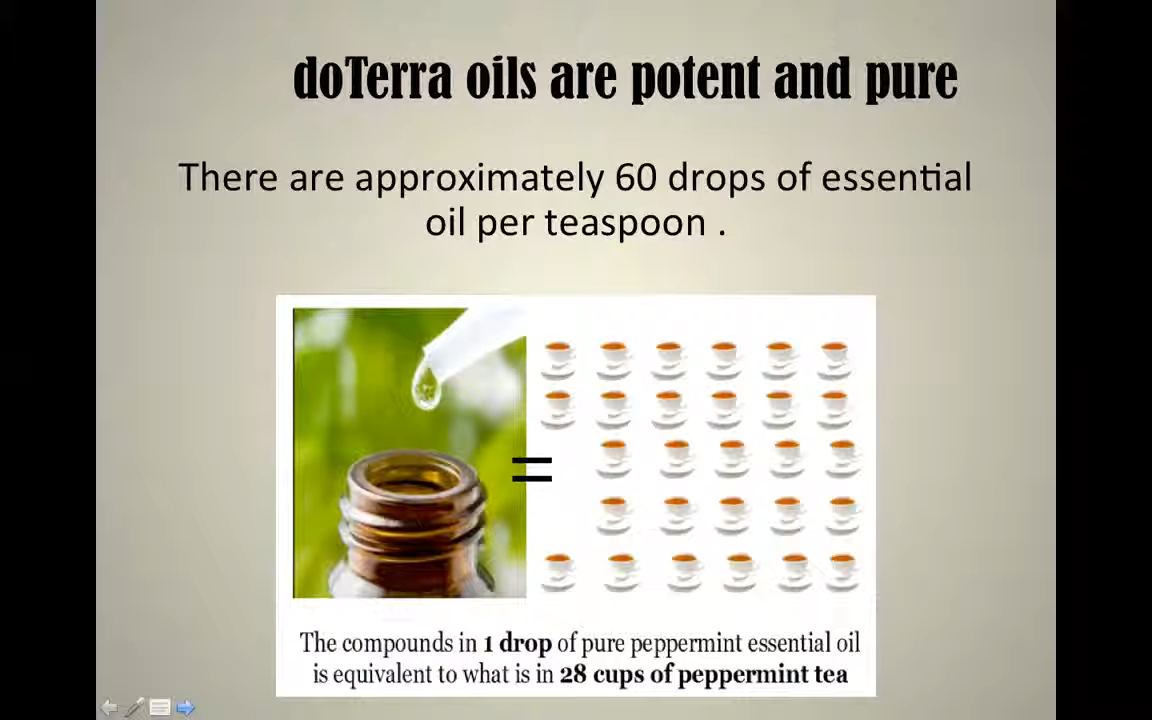 doTerra oils are potent and pure
There are approximately 60 drops of essential
oil per teaspoon .
=
The compounds in 1 drop of pure peppermint essential oil
is equivalent to what is in 28 cups of peppermint tea